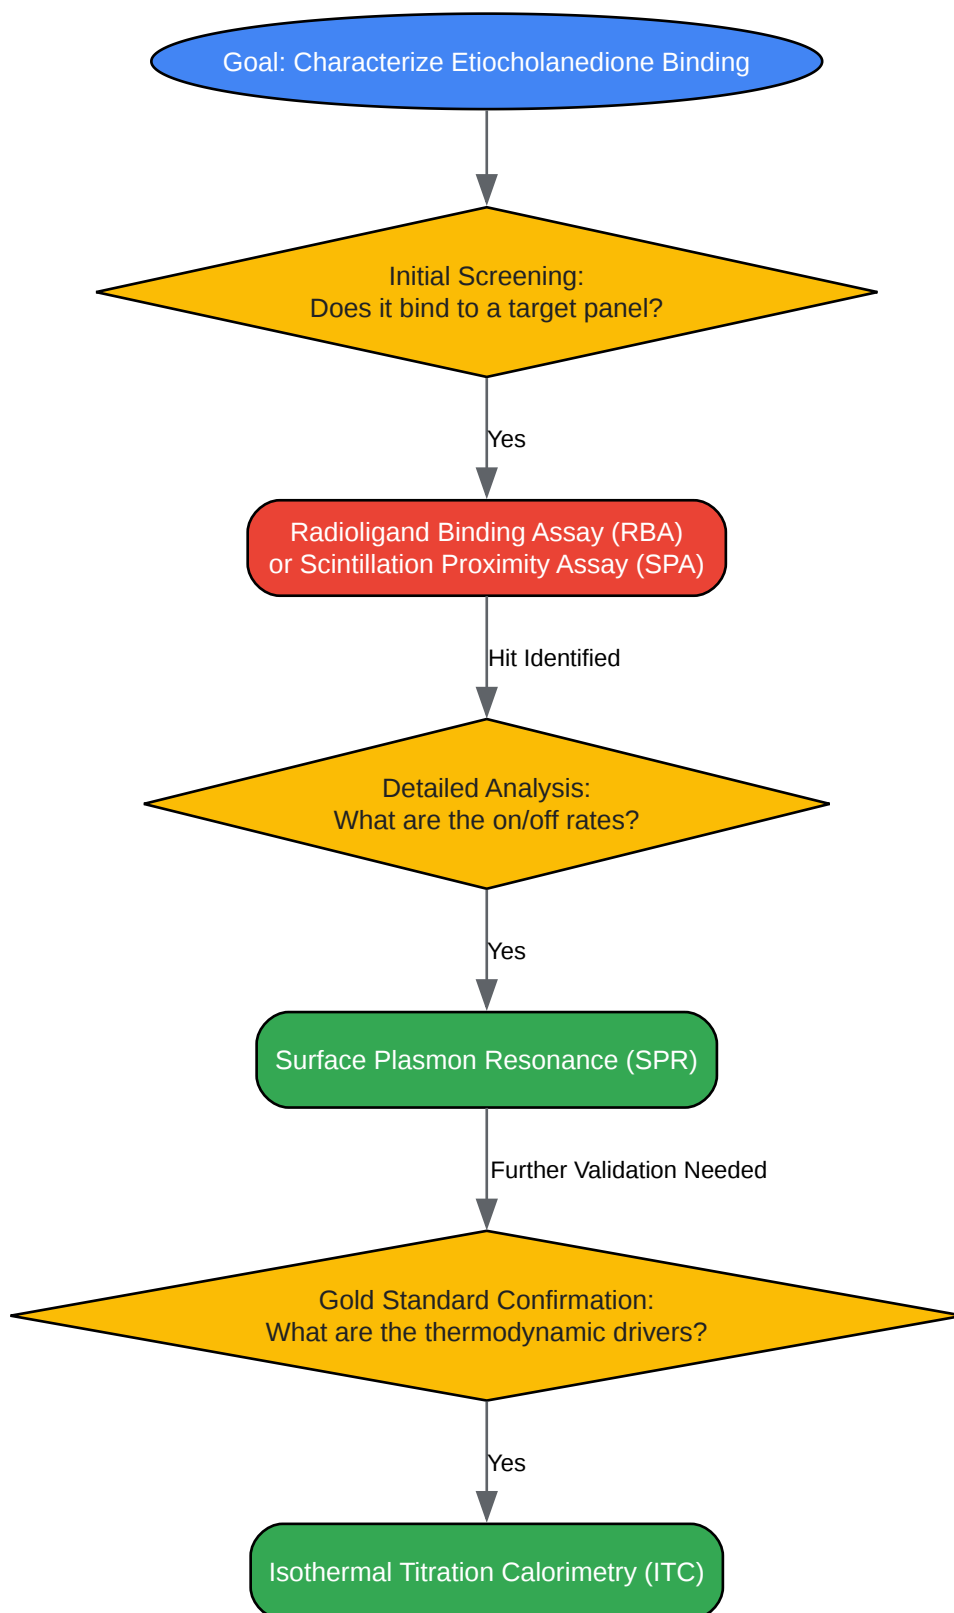 Goal: Characterize Etiocholanedione Binding
Initial Screening:
Does it bind to a target panel?
Yes
Radioligand Binding Assay (RBA)
or Scintillation Proximity Assay (SPA)
Hit Identified
Detailed Analysis:
What are the on/off rates?
Yes
Surface Plasmon Resonance (SPR)
Further Validation Needed
Gold Standard Confirmation:
What are the thermodynamic drivers?
Yes
Isothermal Titration Calorimetry (ITC)